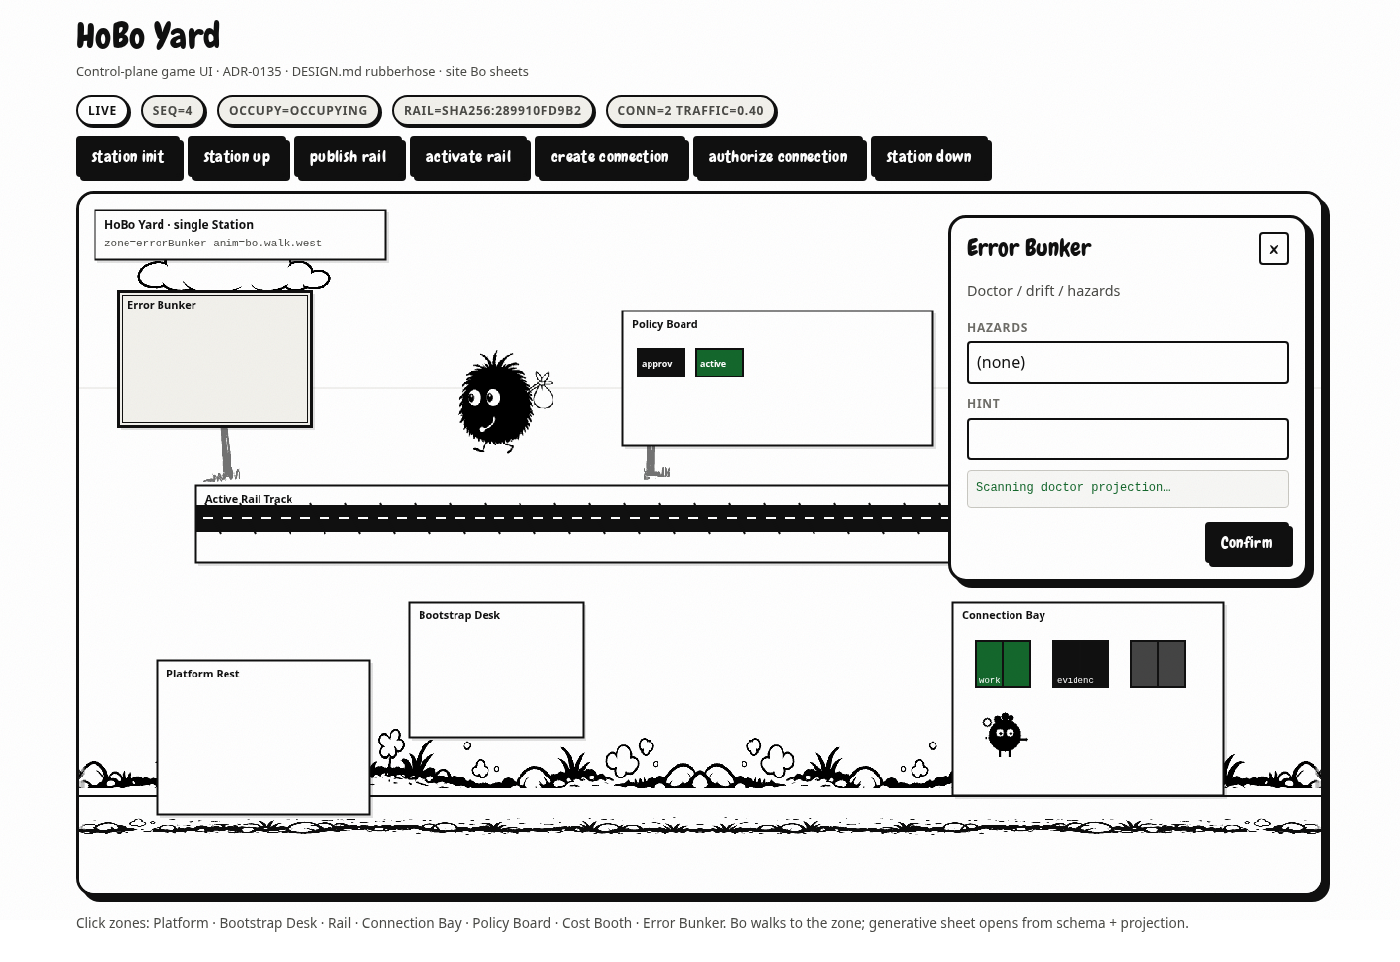 HoBo Yard
Control-plane game UI · ADR-0135 · DESIGN.md rubberhose · site Bo sheets
LIVE
SEQ=4
OCCUPY=OCCUPYING
RAIL=SHA256:289910FD9B2
CONN=2 TRAFFIC=0.40
station init
station up
publish rail
activate rail
create connection
authorize connection
station down
HoBo Yard · single Station
zone=errorBunker anim=bo.walk.west
Error Bunker
Policy Board
approv
active
Active Rail Track
Error Bunker
x
Doctor / drift / hazards
HAZARDS
(none)
HINT
Scanning doctor projection…
Confirm
Bootstrap Desk
Platform Rest
Connection Bay
work
evidenc
Click zones: Platform · Bootstrap Desk · Rail · Connection Bay · Policy Board · Cost Booth · Error Bunker. Bo walks to the zone; generative sheet opens from schema + projection.